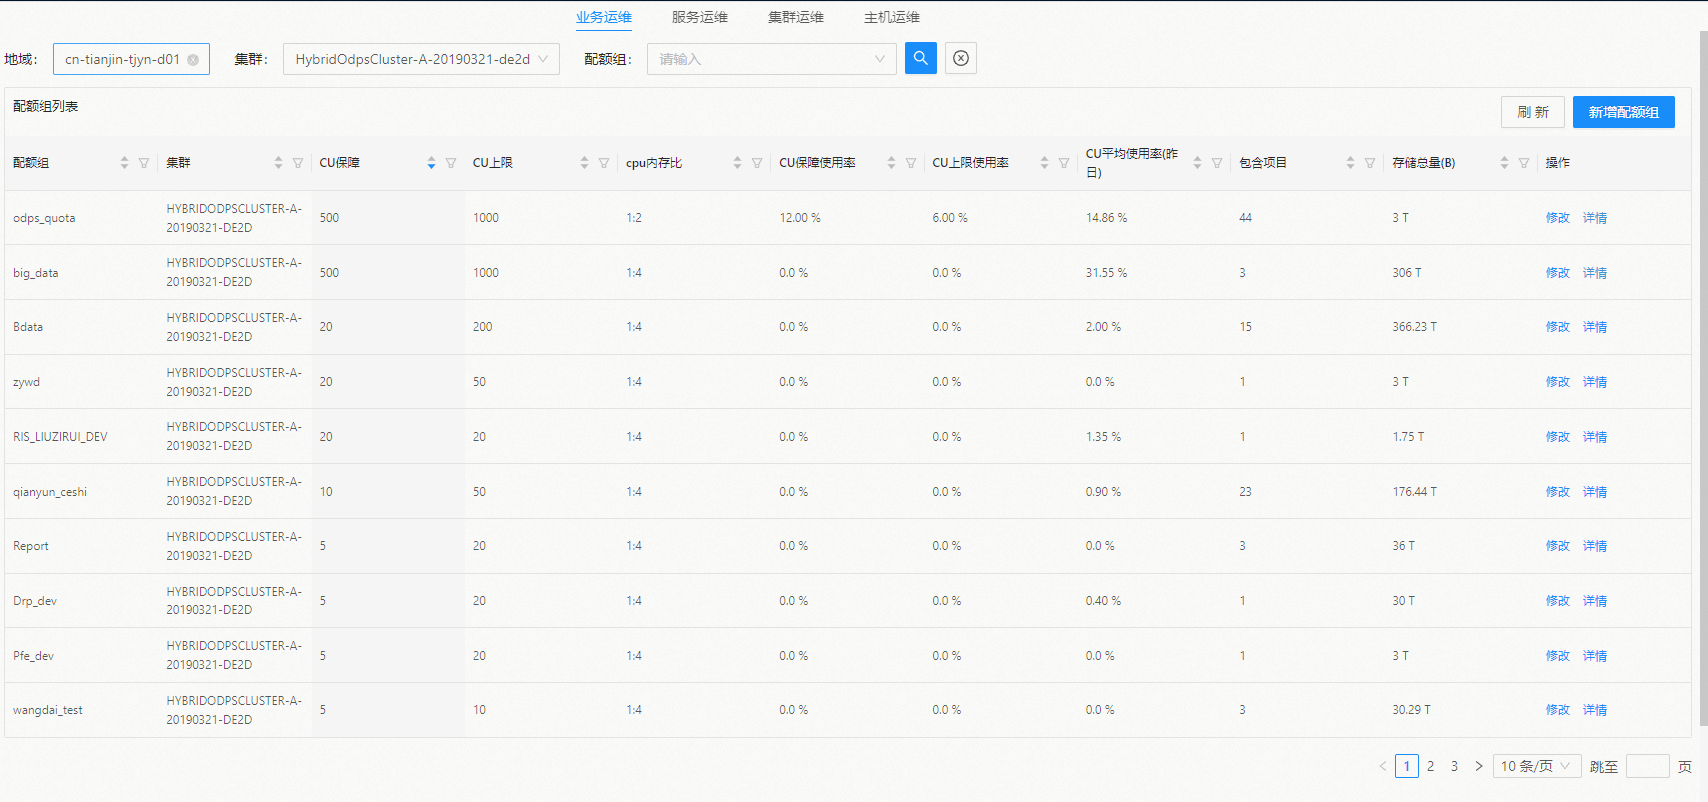 业务运维 服务运维 集群运维 主机运维
地域： cn-tianjin-tjyn-d01 集群： HybridOdpsCluster-A-20190321-de2d 配额组： 请输入
配额组列表 刷 新 新增配额组
配额组 集群 CU保障 CU上限 cpu内存比 CU保障使用率 CU上限使用率 CU平均使用率(昨 包含项目 存储总量(B) 操作
日)
odps_quota HYBRIDODPSCLUSTER-A- 500 1000 1:2 12.00 % 6.00 % 14.86 % 44 3 T 修改 详情
20190321-DE2D
big_data HYBRIDODPSCLUSTER-A- 500 1000 1:4 0.0 % 0.0 % 31.55 % 3 306 T 修改 详情
20190321-DE2D
Bdata HYBRIDODPSCLUSTER-A- 20 200 1:4 0.0 % 0.0 % 2.00 % 15 366.23 T 修改 详情
20190321-DE2D
zywd HYBRIDODPSCLUSTER-A- 20 50 1:4 0.0 % 0.0 % 0.0 % 1 3 T 修改 详情
20190321-DE2D
RIS_LIUZIRUI_DEV HYBRIDODPSCLUSTER-A- 20 20 1:4 0.0 % 0.0 % 1.35 % 1 1.75 T 修改 详情
20190321-DE2D
qianyun_ceshi HYBRIDODPSCLUSTER-A- 10 50 1:4 0.0 % 0.0 % 0.90 % 23 176.44 T 修改 详情
20190321-DE2D
Report HYBRIDODPSCLUSTER-A- 5 20 1:4 0.0 % 0.0 % 0.0 % 3 36 T 修改 详情
20190321-DE2D
Drp_dev HYBRIDODPSCLUSTER-A- 5 20 1:4 0.0 % 0.0 % 0.40 % 1 30 T 修改 详情
20190321-DE2D
Pfe_dev HYBRIDODPSCLUSTER-A- 5 20 1:4 0.0 % 0.0 % 0.0 % 1 3 T 修改 详情
20190321-DE2D
wangdai_test HYBRIDODPSCLUSTER-A- 5 10 1:4 0.0 % 0.0 % 0.0 % 3 30.29 T 修改 详情
20190321-DE2D
1 2 3 10 条/页 跳至 页